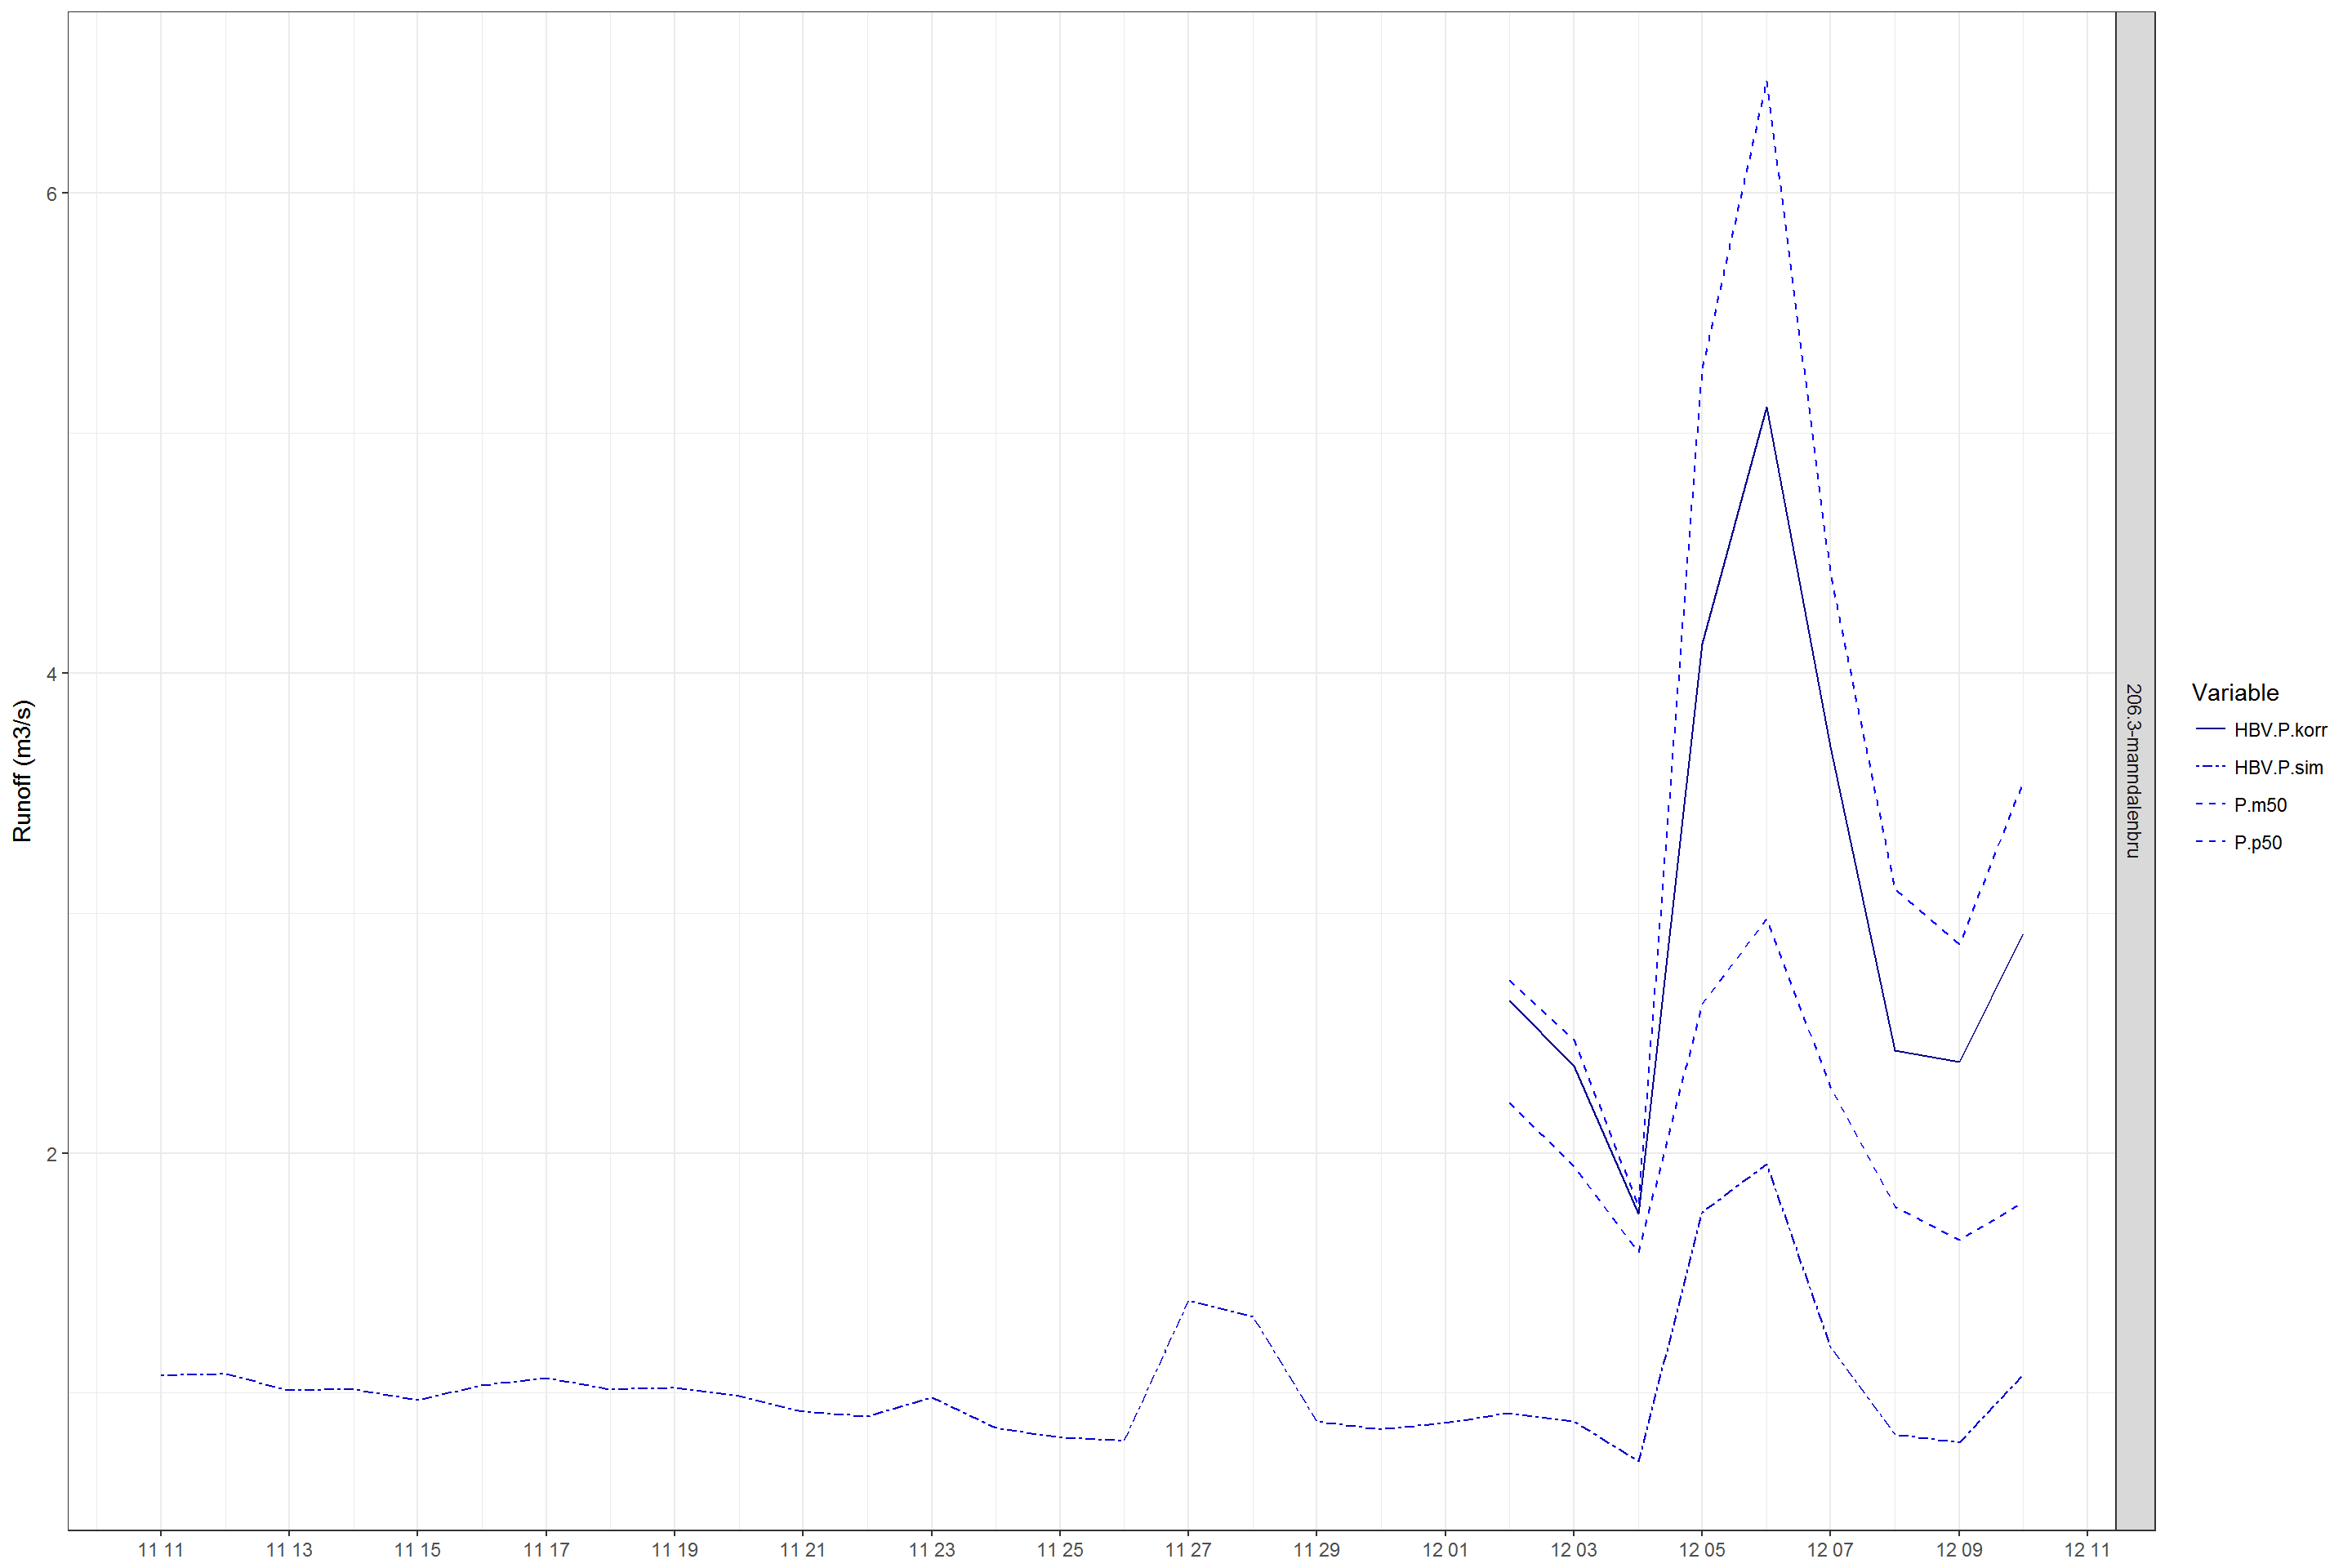 6
4
2
Runoff (m3/s)
11 11
11 13
11 15
11 17
11 19
11 21
11 23
11 25
11 27
11 29
12 01
12 03
12 05
12 07
12 09
12 11
206.3-manndalenbru
Variable
HBV.P.korr
HBV.P.sim
P.m50
P.p50